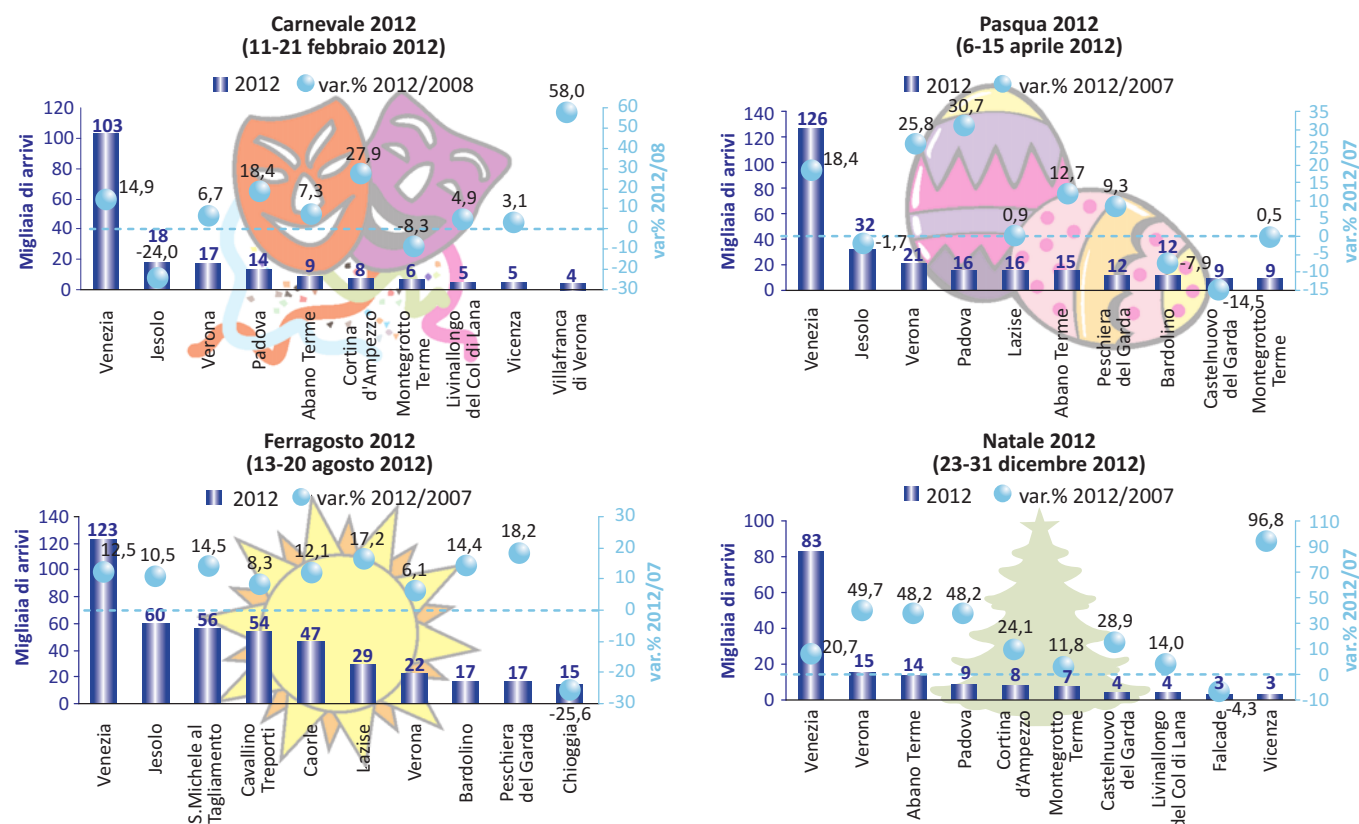 Carnevale 2012
(11-21 febbraio 2012)
2012 var.% 2012/2008
Migliaia di arrivi
120
100
80
60
40
20
0
103
18
17
14
9
8
6
5
5
4
14,9
-24,0
6,7
18,4
7,3
27,9
-8,3
4,9
3,1
58,0
60
50
40
30
20
10
0
-10
-20
-30
var% 2012/08
Venezia
Jesolo
Verona
Padova
Abano Terme
Cortina
d'Ampezzo
Montegrotto
Terme
Livinallongo
del Col di Lana
Vicenza
Villafranca
di Verona
Pasqua 2012
(6-15 aprile 2012)
2012 var.% 2012/2007
Migliaia di arrivi
140
120
100
80
60
40
20
0
126
32
21
16
16
15
12
12
9
9
18,4
-1,7
25,8
30,7
0,9
12,7
9,3
-7,9
-14,5
0,5
35
30
25
20
15
10
5
0
-5
-10
-15
var% 2012/07
Venezia
Jesolo
Verona
Padova
Lazise
Abano Terme
Peschiera
del Garda
Bardolino
Castelnuovo
del Garda
Montegrotto
Terme
Ferragosto 2012
(13-20 agosto 2012)
2012 var.% 2012/2007
Migliaia di arrivi
140
120
100
80
60
40
20
0
123
60
56
54
47
29
22
17
17
15
12,5
10,5
14,5
8,3
12,1
17,2
6,1
14,4
18,2
-25,6
30
20
10
0
-10
-20
-30
var% 2012/07
Venezia
Jesolo
S.Michele al
Tagliamento
Cavallino
Treporti
Caorle
Lazise
Verona
Bardolino
Peschiera
del Garda
Chioggia
Natale 2012
(23-31 dicembre 2012)
2012 var.% 2012/2007
Migliaia di arrivi
100
80
60
40
20
0
83
15
14
9
8
7
4
4
3
3
20,7
49,7
48,2
48,2
24,1
11,8
28,9
14,0
-4,3
96,8
110
90
70
50
30
10
-10
var% 2012/07
Venezia
Verona
Abano Terme
Padova
Cortina
d'Ampezzo
Montegrotto
Terme
Castelnuovo
del Garda
Livinallongo
del Col di Lana
Falcade
Vicenza